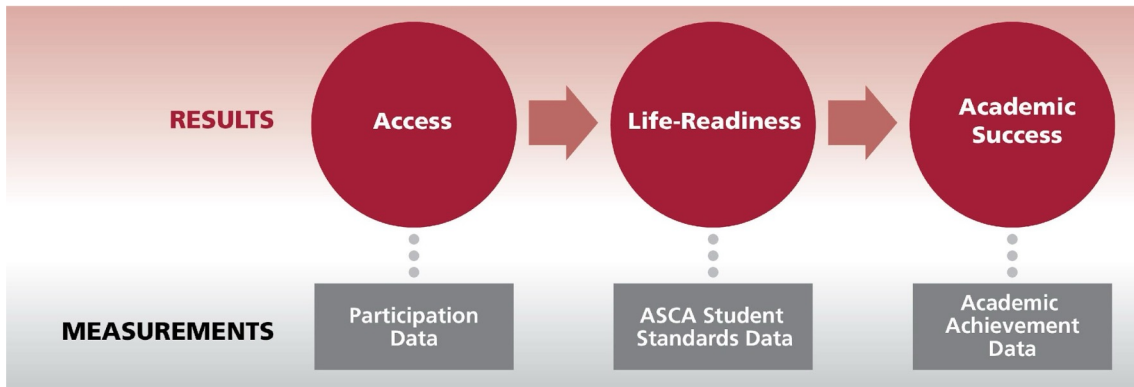 RESULTS
Access
Life-Readiness
Academic
Success
MEASUREMENTS
Participation
Data
ASCA Student
Standards Data
Academic
Achievement
Data